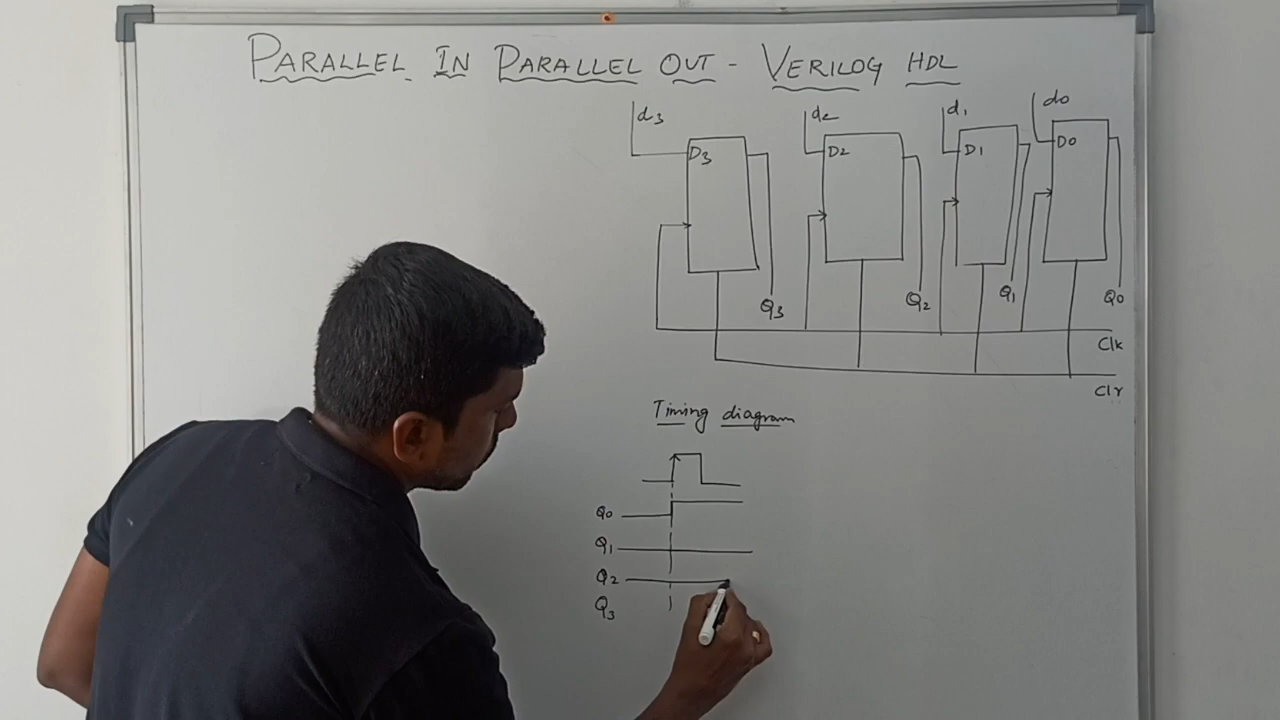 PARALLEL IN PARALLEL OUT - VERILOG HDL
d3 d2 d1 d0
D3 D2 D1 D0
Q3 Q2 Q1 Q0
Clk
Clr
Timing diagram
Q0
Q1
Q2
Q3